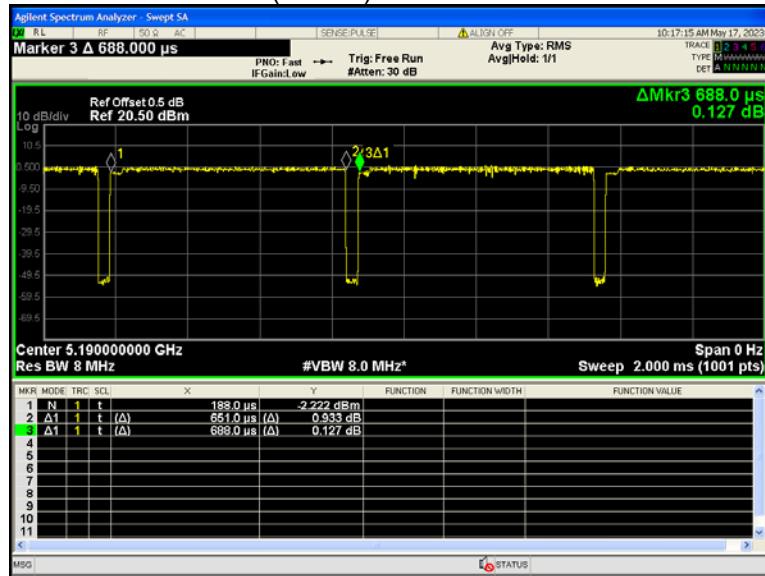 Agilent Spectrum Analyzer - Swept SA
RL RF 50 Ω AC SENSE:PULSE ALIGN OFF 10:17:15 AM May 17, 2023
Marker 3 Δ 688.000 µs
PNO: Fast Trig: Free Run Avg Type: RMS TRACE 1 2 3 4 5 6
IFGain:Low #Atten: 30 dB Avg|Hold: 1/1 TYPE M
DET A N N N N N
ΔMkr3 688.0 µs
0.127 dB
Ref Offset 0.5 dB
10 dB/div Ref 20.50 dBm
Log
10.5
0.500
-9.50
-19.5
-29.5
-39.5
-49.5
-59.5
-69.5
1
2
3Δ1
Center 5.190000000 GHz Span 0 Hz
Res BW 8 MHz #VBW 8.0 MHz* Sweep 2.000 ms (1001 pts)
MKR MODE TRC SCL X Y FUNCTION FUNCTION WIDTH FUNCTION VALUE
1 N 1 t 188.0 µs -2.222 dBm
2 Δ1 1 t (Δ) 651.0 µs (Δ) 0.933 dB
3 Δ1 1 t (Δ) 688.0 µs (Δ) 0.127 dB
4
5
6
7
8
9
10
11
MSG STATUS